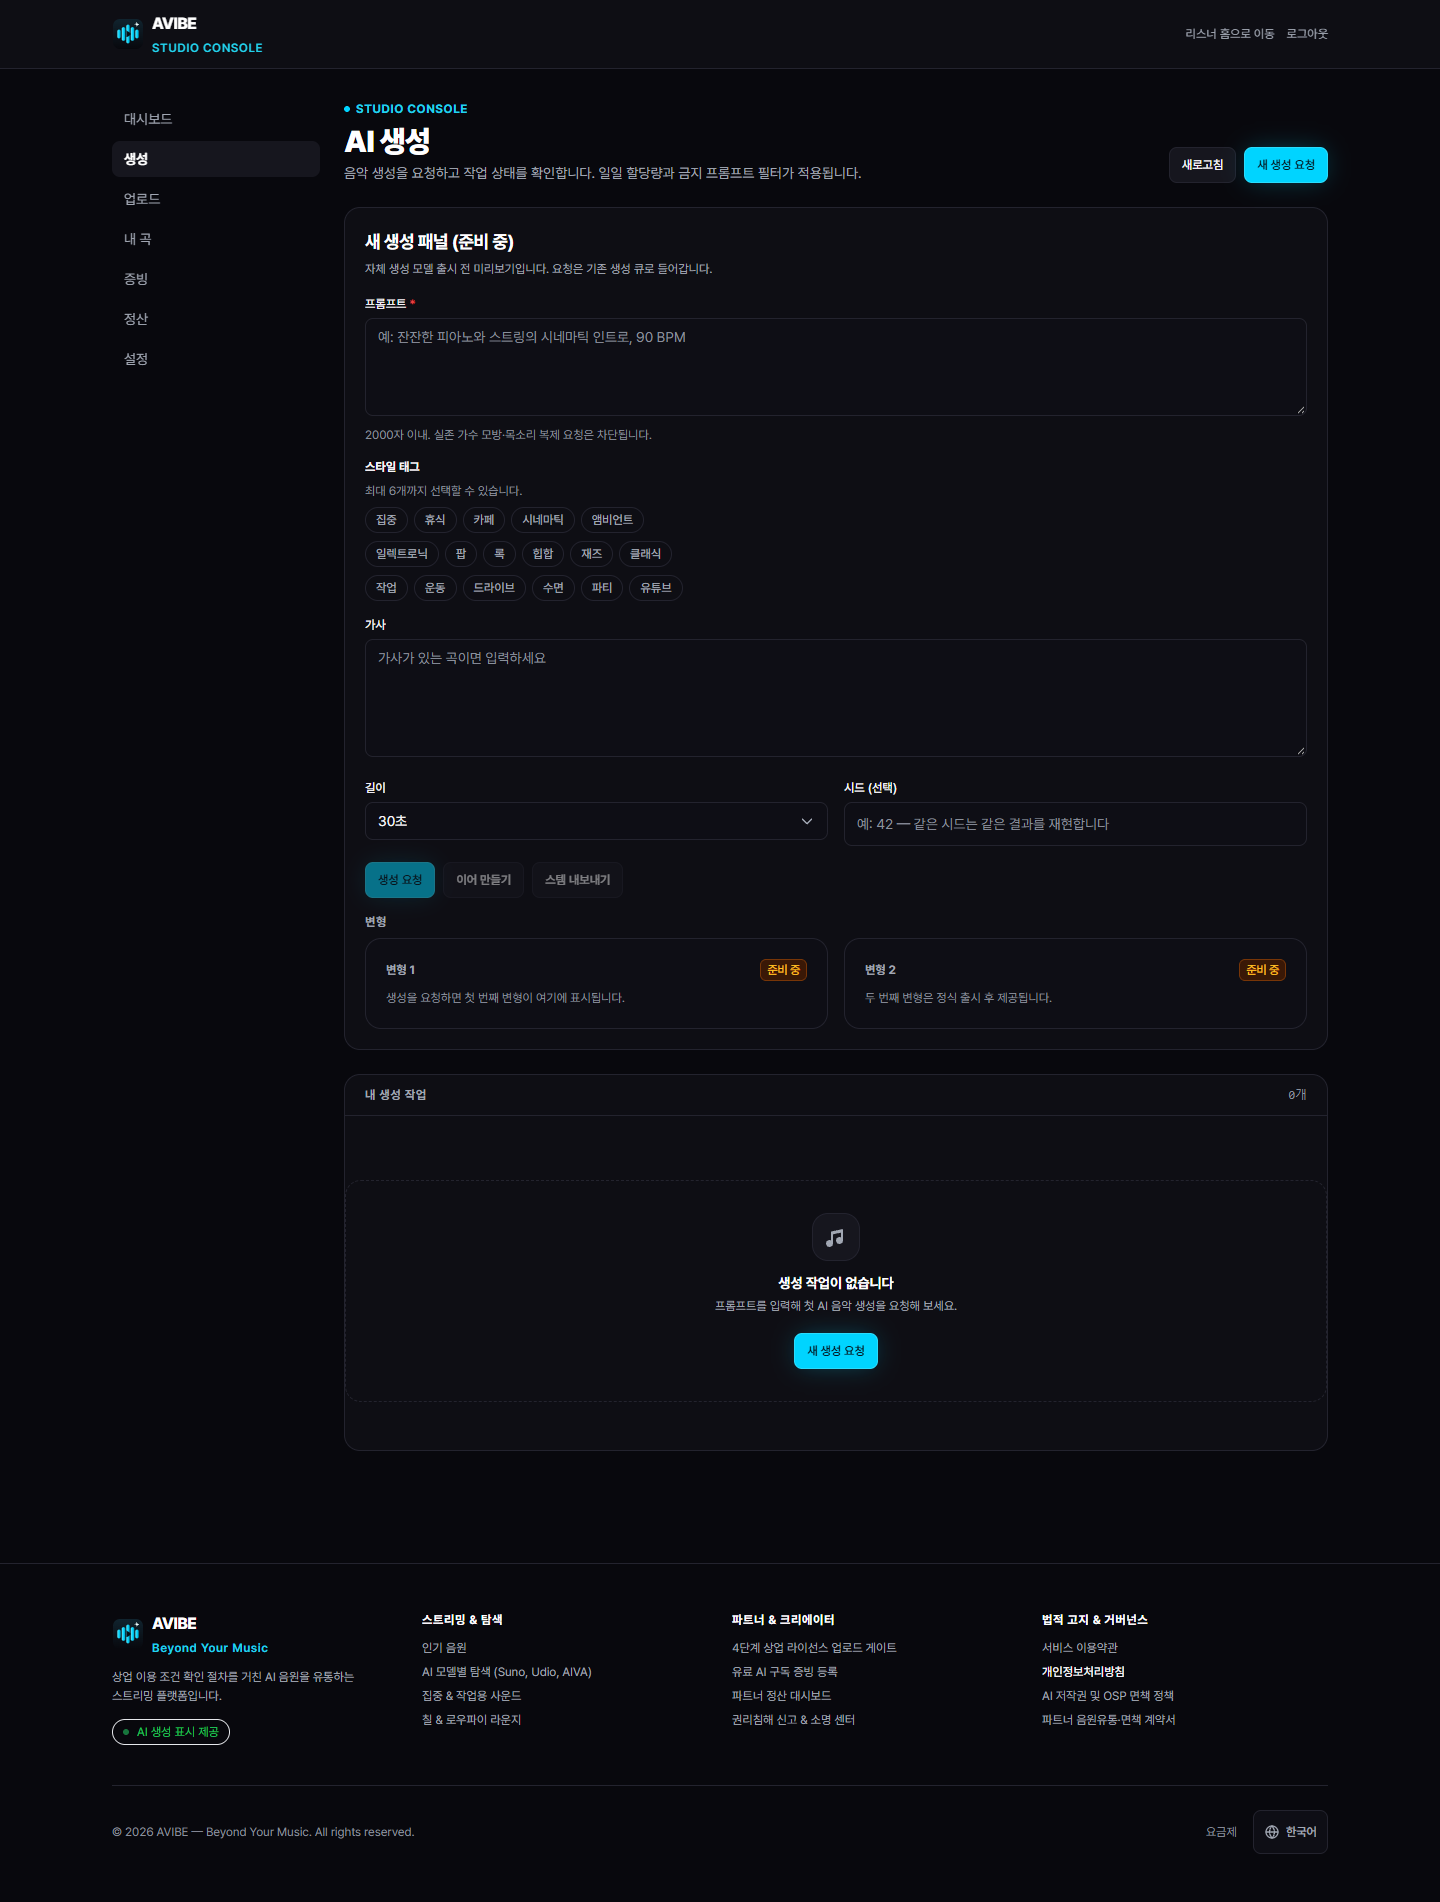 AVIBE
STUDIO CONSOLE
리스너 홈으로 이동
로그아웃
대시보드
생성
업로드
내 곡
증빙
정산
설정
STUDIO CONSOLE
AI 생성
음악 생성을 요청하고 작업 상태를 확인합니다. 일일 할당량과 금지 프롬프트 필터가 적용됩니다.
새로고침
새 생성 요청
새 생성 패널 (준비 중)
자체 생성 모델 출시 전 미리보기입니다. 요청은 기존 생성 큐로 들어갑니다.
프롬프트 *
예: 잔잔한 피아노와 스트링의 시네마틱 인트로, 90 BPM
2000자 이내. 실존 가수 모방·목소리 복제 요청은 차단됩니다.
스타일 태그
최대 6개까지 선택할 수 있습니다.
집중 휴식 카페 시네마틱 앰비언트
일렉트로닉 팝 록 힙합 재즈 클래식
작업 운동 드라이브 수면 파티 유튜브
가사
가사가 있는 곡이면 입력하세요
길이
30초
시드 (선택)
예: 42 — 같은 시드는 같은 결과를 재현합니다
생성 요청
이어 만들기
스템 내보내기
변형
변형 1
준비 중
생성을 요청하면 첫 번째 변형이 여기에 표시됩니다.
변형 2
준비 중
두 번째 변형은 정식 출시 후 제공됩니다.
내 생성 작업
0개
생성 작업이 없습니다
프롬프트를 입력해 첫 AI 음악 생성을 요청해 보세요.
새 생성 요청
AVIBE
Beyond Your Music
상업 이용 조건 확인 절차를 거친 AI 음원을 유통하는
스트리밍 플랫폼입니다.
AI 생성 표시 제공
스트리밍 & 탐색
인기 음원
AI 모델별 탐색 (Suno, Udio, AIVA)
집중 & 작업용 사운드
칠 & 로우파이 라운지
파트너 & 크리에이터
4단계 상업 라이선스 업로드 게이트
유료 AI 구독 증빙 등록
파트너 정산 대시보드
권리침해 신고 & 소명 센터
법적 고지 & 거버넌스
서비스 이용약관
개인정보처리방침
AI 저작권 및 OSP 면책 정책
파트너 음원유통·면책 계약서
© 2026 AVIBE — Beyond Your Music. All rights reserved.
요금제
한국어